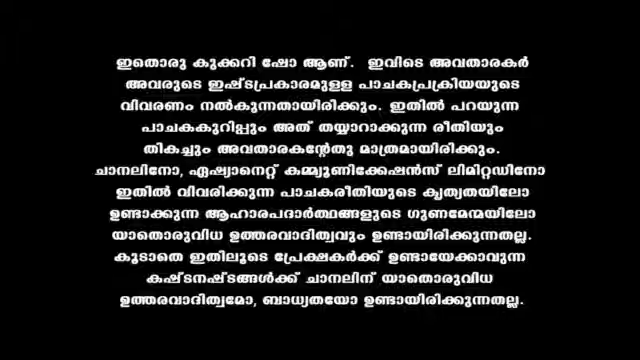 ഇതൊരു കുക്കറി ഷോ ആണ്. ഇവിടെ അവതാരകർ
അവരുടെ ഇഷ്ടപ്രകാരമുളള പാചകപ്രക്രിയയുടെ
വിവരണം നൽകുന്നതായിരിക്കും. ഇതിൽ പറയുന്ന
പാചകകുറിപ്പും അത് തയ്യാറാക്കുന്ന രീതിയും
തികച്ചും അവതാരകന്റേതു മാത്രമായിരിക്കും.
ചാനലിനോ, ഏഷ്യാനെറ്റ് കമ്മ്യൂണിക്കേഷൻസ് ലിമിറ്റഡിനോ
ഇതിൽ വിവരിക്കുന്ന പാചകരീതിയുടെ കൃത്യതയിലോ
ഉണ്ടാക്കുന്ന ആഹാരപദാർത്ഥങ്ങളുടെ ഗുണമേന്മയിലോ
യാതൊരുവിധ ഉത്തരവാദിത്വവും ഉണ്ടായിരിക്കുന്നതല്ല.
കൂടാതെ ഇതിലൂടെ പ്രേക്ഷകർക്ക് ഉണ്ടായേക്കാവുന്ന
കഷ്ടനഷ്ടങ്ങൾക്ക് ചാനലിന് യാതൊരുവിധ
ഉത്തരവാദിത്വമോ, ബാധ്യതയോ ഉണ്ടായിരിക്കുന്നതല്ല.